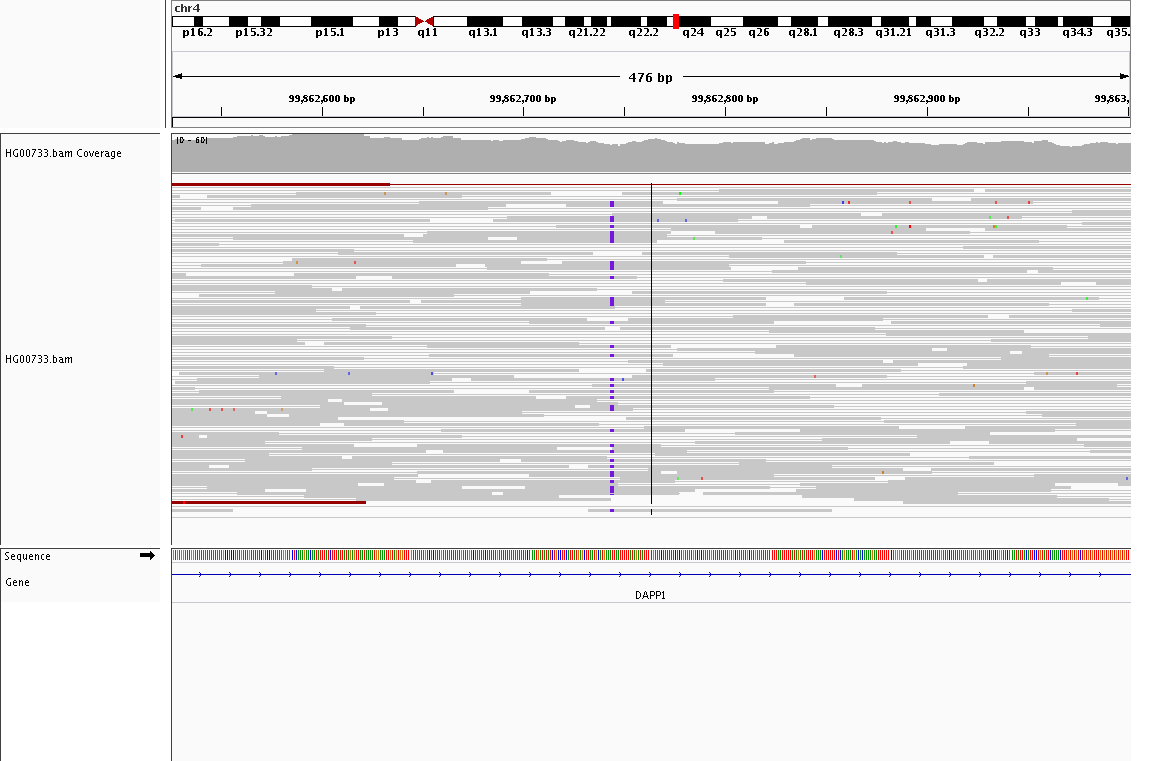 chr4
p16.2 p15.32 p15.1 p13 q11 q13.1 q13.3 q21.22 q22.2 q24 q25 q26 q28.1 q28.3 q31.21 q31.3 q32.2 q33 q34.3 q35.
476 bp
99,862,600 bp 99,862,700 bp 99,862,800 bp 99,862,900 bp 99,863,
HG00733.bam Coverage
[0 - 60]
HG00733.bam
Sequence
Gene
DAPP1